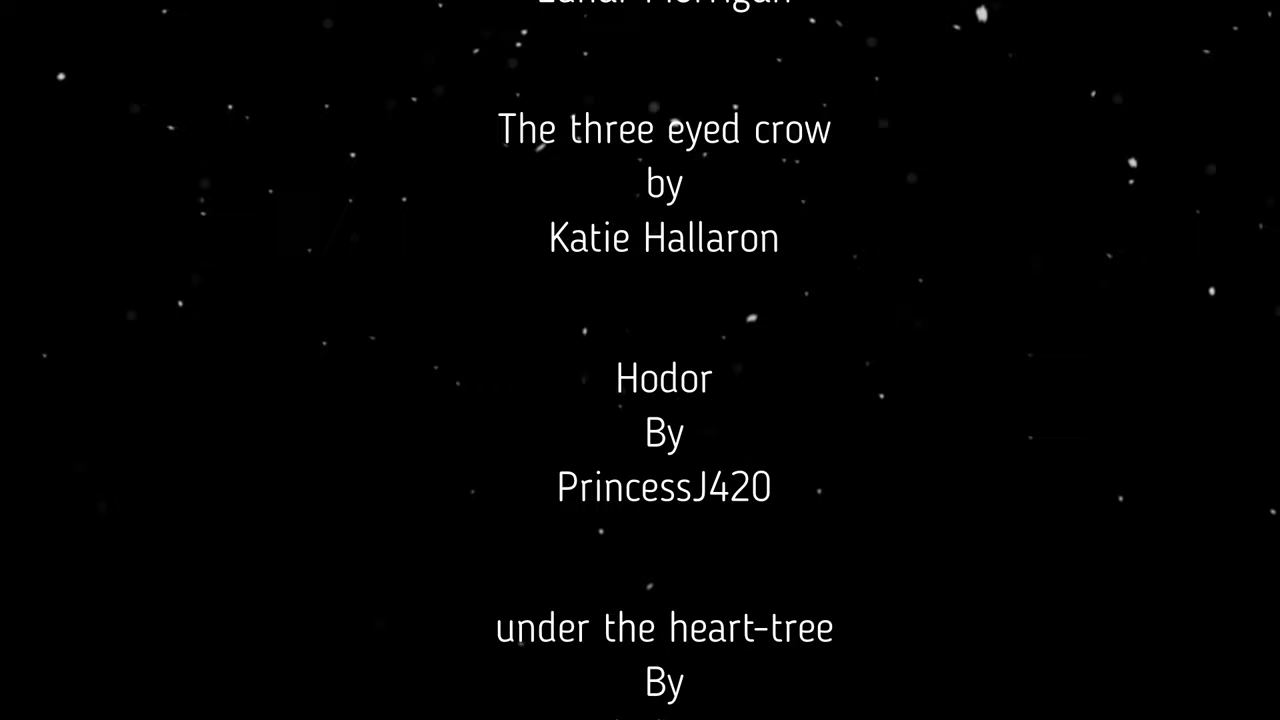 The three eyed crow
by
Katie Hallaron
Hodor
By
PrincessJ420
under the heart-tree
By